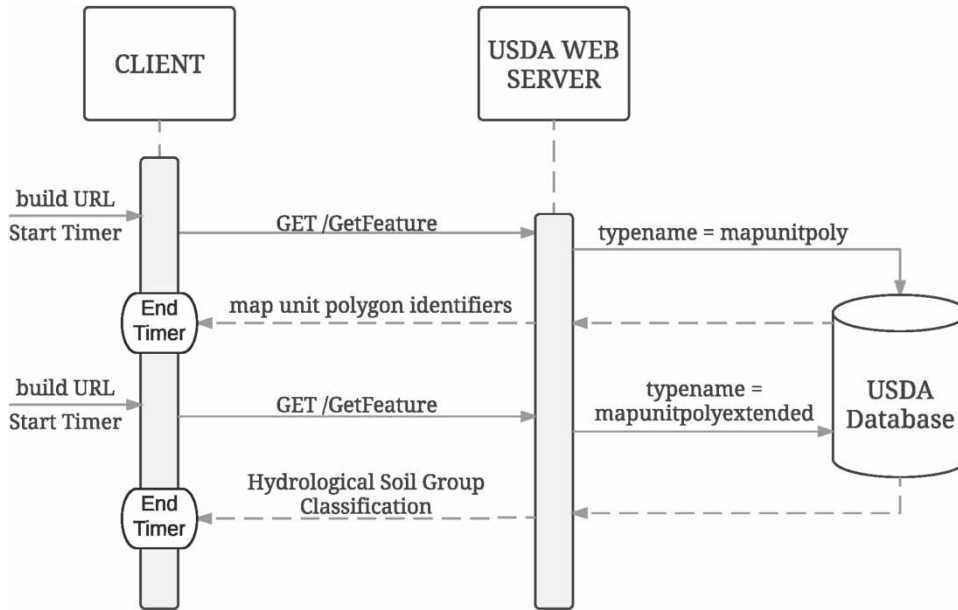 CLIENT
USDA WEB
SERVER
build URL
Start Timer
GET /GetFeature
typename = mapunitpoly
End
Timer
map unit polygon identifiers
build URL
Start Timer
GET /GetFeature
typename =
mapunitpolyextended
USDA
Database
End
Timer
Hydrological Soil Group
Classification